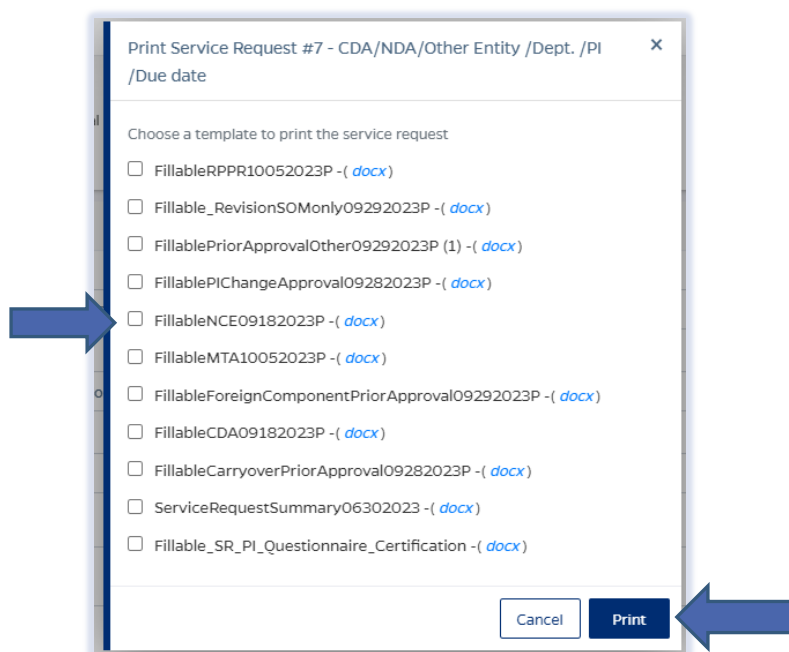 Print Service Request #7 - CDA/NDA/Other Entity /Dept. /PI
/Due date
×
Choose a template to print the service request
FillableRPPR10052023P -( docx )
Fillable_RevisionSOMonly09292023P -( docx )
FillablePriorApprovalOther09292023P (1) -( docx )
FillablePIChangeApproval09282023P -( docx )
FillableNCE09182023P -( docx )
FillableMTA10052023P -( docx )
FillableForeignComponentPriorApproval09292023P -( docx )
FillableCDA09182023P -( docx )
FillableCarryoverPriorApproval09282023P -( docx )
ServiceRequestSummary06302023 -( docx )
Fillable_SR_PI_Questionnaire_Certification -( docx )
Cancel Print